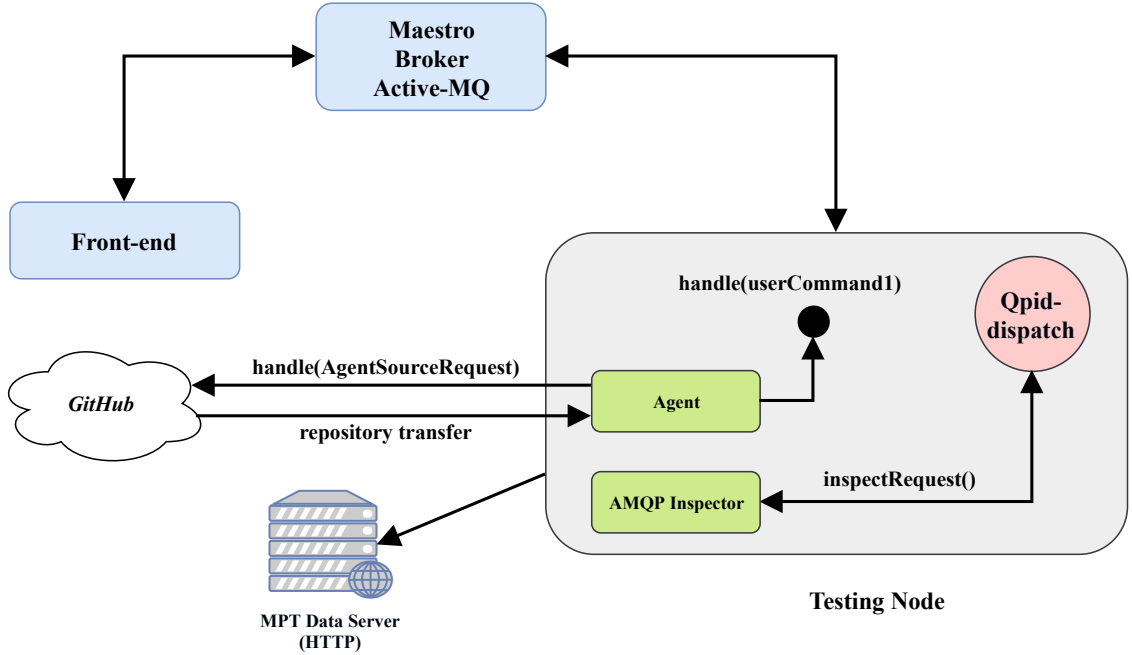 Maestro
Broker
Active-MQ
Front-end
handle(userCommand1)
Qpid-
dispatch
handle(AgentSourceRequest)
GitHub
Agent
repository transfer
inspectRequest()
AMQP Inspector
Testing Node
MPT Data Server
(HTTP)